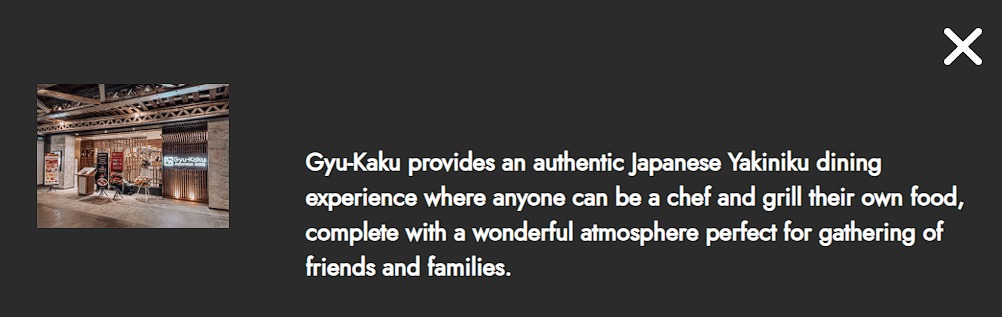 Gyu-Kaku
Gyu-Kaku provides an authentic Japanese Yakiniku dining
experience where anyone can be a chef and grill their own food,
complete with a wonderful atmosphere perfect for gathering of
friends and families.